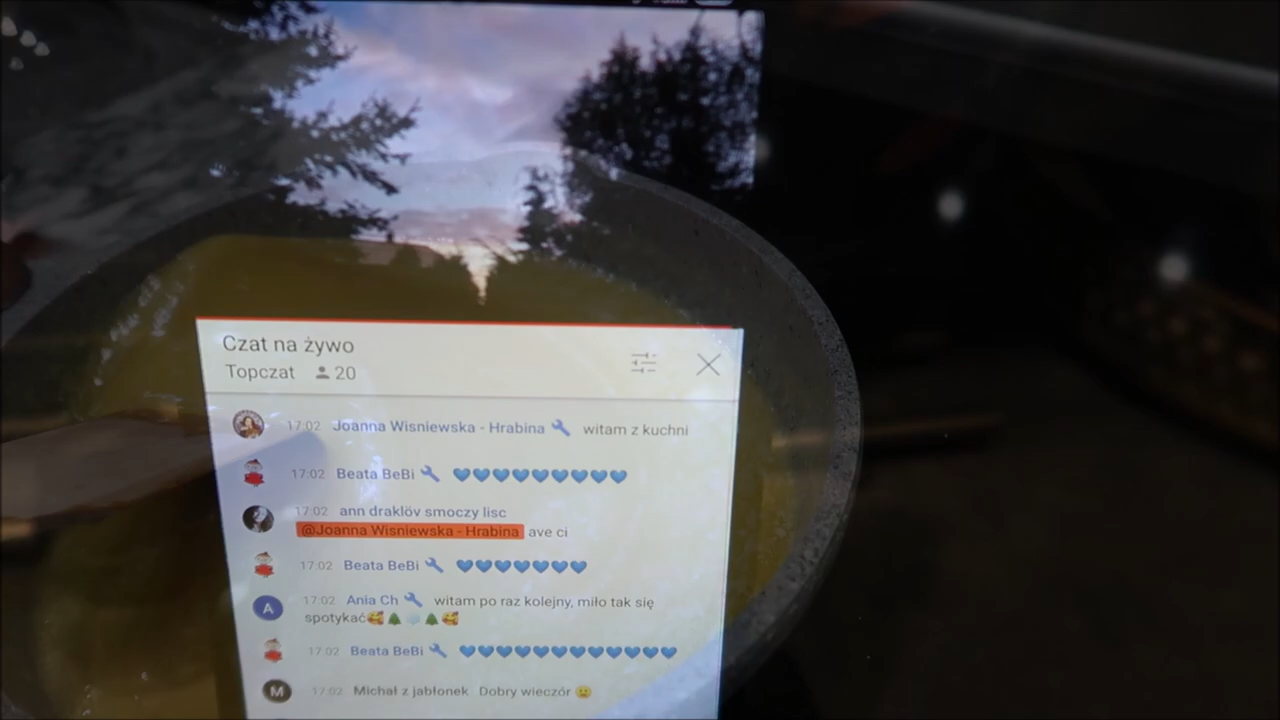 Czat na żywo
Topczat 20
17:02 Joanna Wisniewska - Hrabina witam z kuchni
17:02 Beata BeBi
17:02 ann draklöv smoczy lisc
@Joanna Wisniewska - Hrabina ave ci
17:02 Beata BeBi
A 17:02 Ania Ch witam po raz kolejny, miło tak się
spotykać
17:02 Beata BeBi
M 17:02 Michał z jabłonek Dobry wieczór